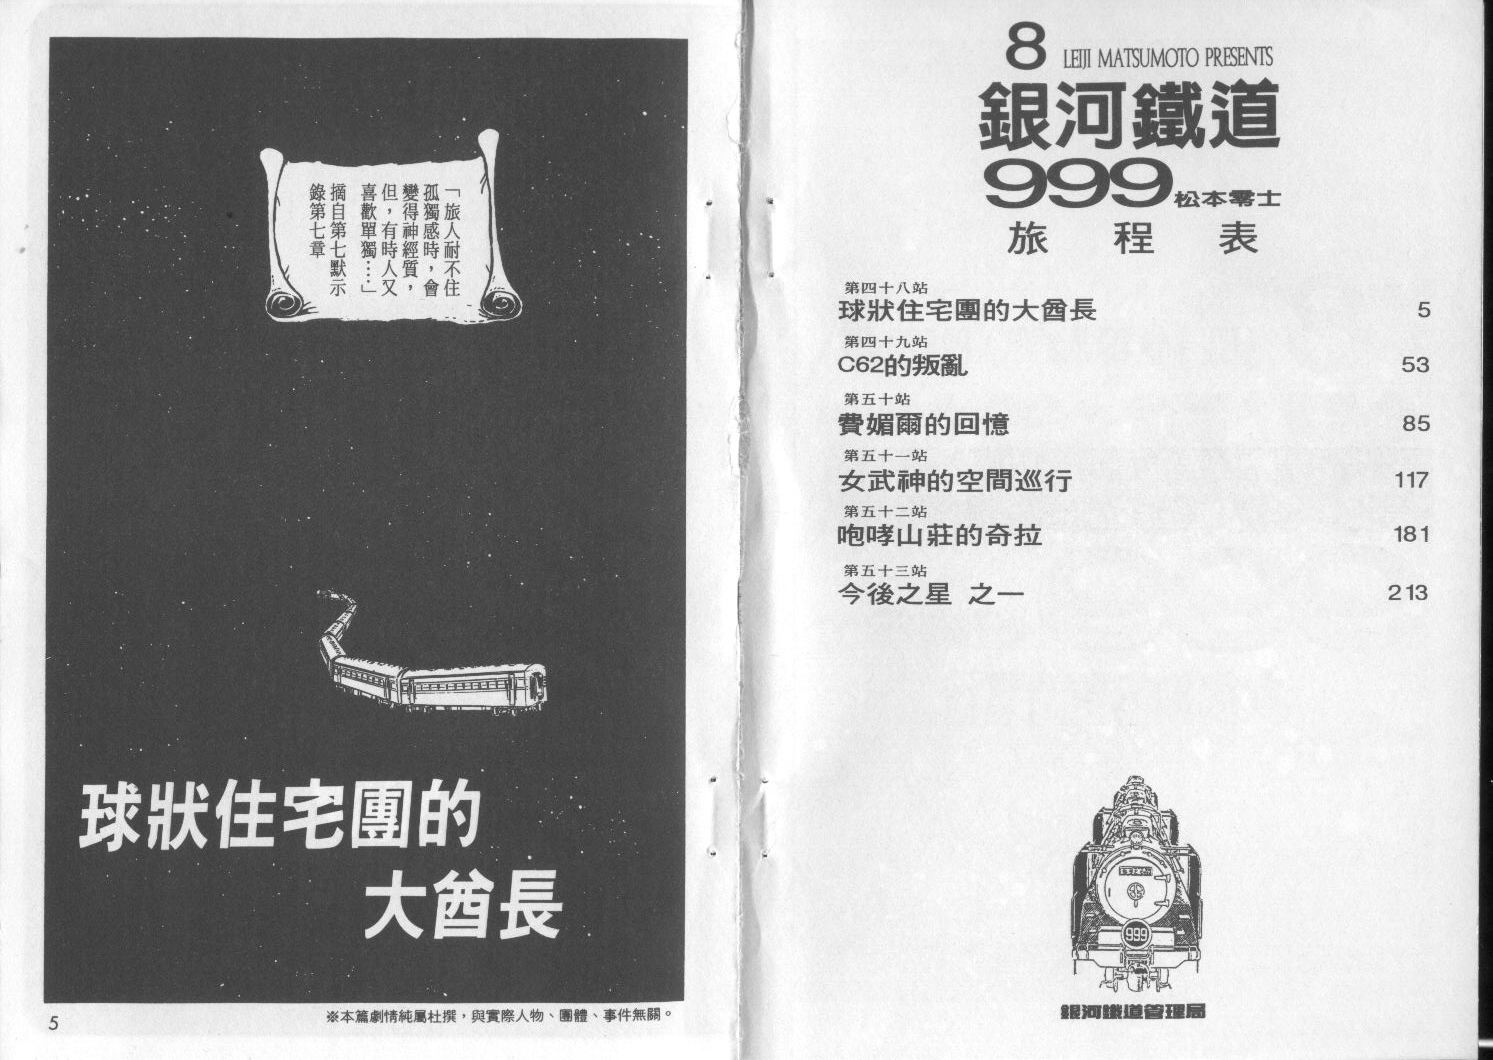 8
LEIJI MATSUMOTO PRESENTS
銀河鐵道
999
松本零士
旅程表
第四十八站
球狀住宅團的大酋長 5
第四十九站
C62的叛亂 53
第五十站
費媚爾的回憶 85
第五十一站
女武神的空間巡行 117
第五十二站
咆哮山莊的奇拉 181
第五十三站
今後之星 之一 213
999
銀河鐵道管理局
「旅人耐不住
孤獨感時，會
變得神經質，
但，有時人又
喜歡單獨…」
摘自第七默示
錄第七章
球狀住宅團的
大酋長
※本篇劇情純屬杜撰，與實際人物、團體、事件無關。
5